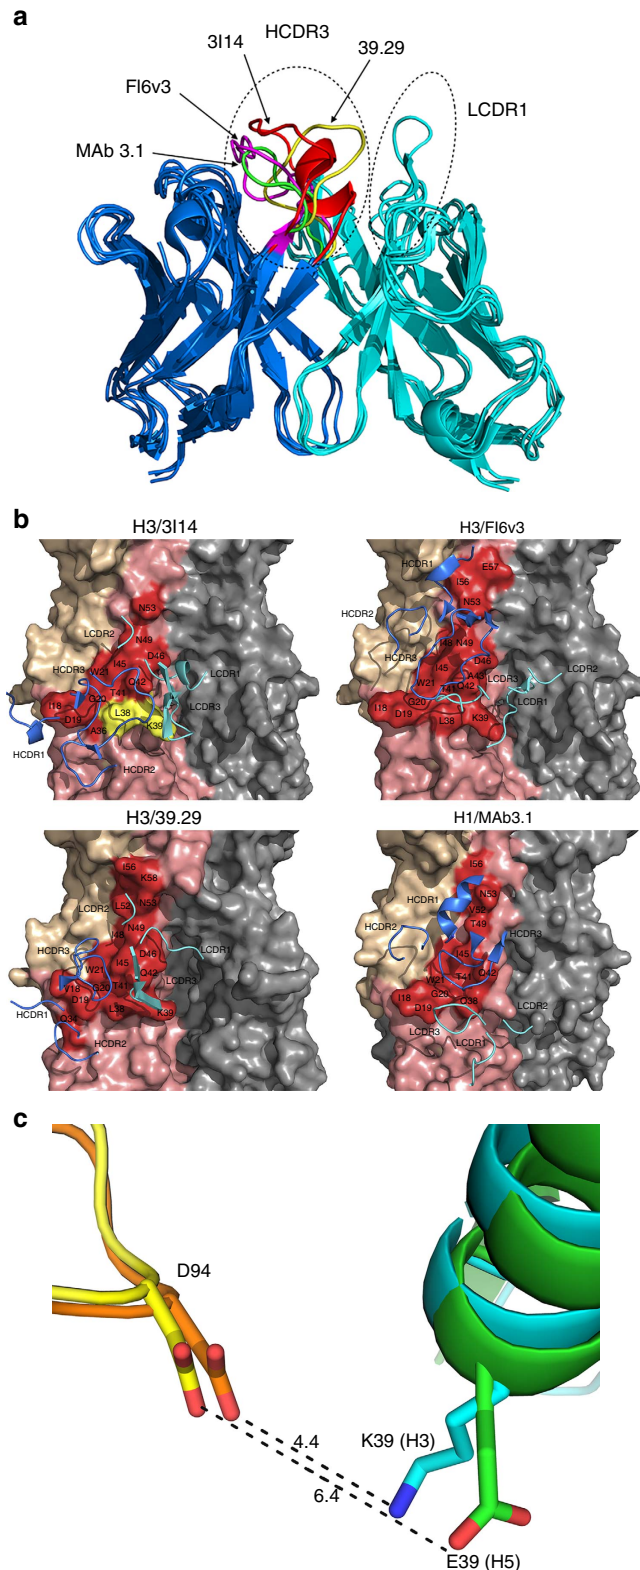 a
HCDR3
3I14
39.29
FI6v3
LCDR1
MAb 3.1
b
H3/3I14
N53
LCDR2
N49
D46
HCDR3
I45
W21
LCDR1
Q42
T41
G20
I18
LCDR3
D19
L38
K39
A36
HCDR1
HCDR2
H3/FI6v3
HCDR1
E57
I56
N53
HCDR2
I48
N49
HCDR3
D46
I45
A43
LCDR3
LCDR2
W21
Q42
T41
G20
LCDR1
I18
D19
L38
K39
H3/39.29
I56
K58
LCDR2
L52
N53
N49
I48
HCDR3
D46
LCDR1
I45
W21
Q42
LCDR3
G20
T41
V18
D19
L38
K39
HCDR1
Q34
HCDR2
H1/MAb3.1
I56
HCDR1
N53
V52
T49
HCDR2
HCDR3
I45
Q42
T41
W21
G20
I18
Q38
D19
LCDR2
LCDR3
LCDR1
c
D94
4.4
K39 (H3)
6.4
E39 (H5)